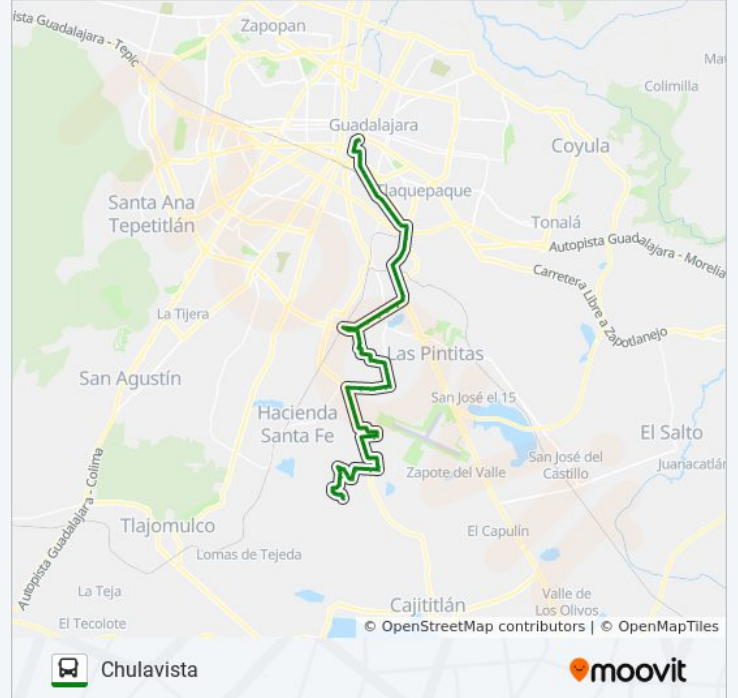 ista Guadalajara - Tepic
Zapopan
Colimilla
Guadalajara
Coyula
Tlaquepaque
Santa Ana
Tepetitlán
Tonalá
Autopista Guadalajara - Morelia
Carretera Libre a Zapotlanejo
La Tijera
Las Pintitas
San Agustín
San José el 15
Hacienda
Santa Fe
El Salto
San José del
Castillo
Juanacatlán
Zapote del Valle
Autopista Guadalajara - Colima
Tlajomulco
El Capulín
Lomas de Tejeda
La Teja
Cajititlán
Valle de
Los Olivos
El Tecolote
© OpenStreetMap contributors | © OpenMapTiles
Chulavista
moovit